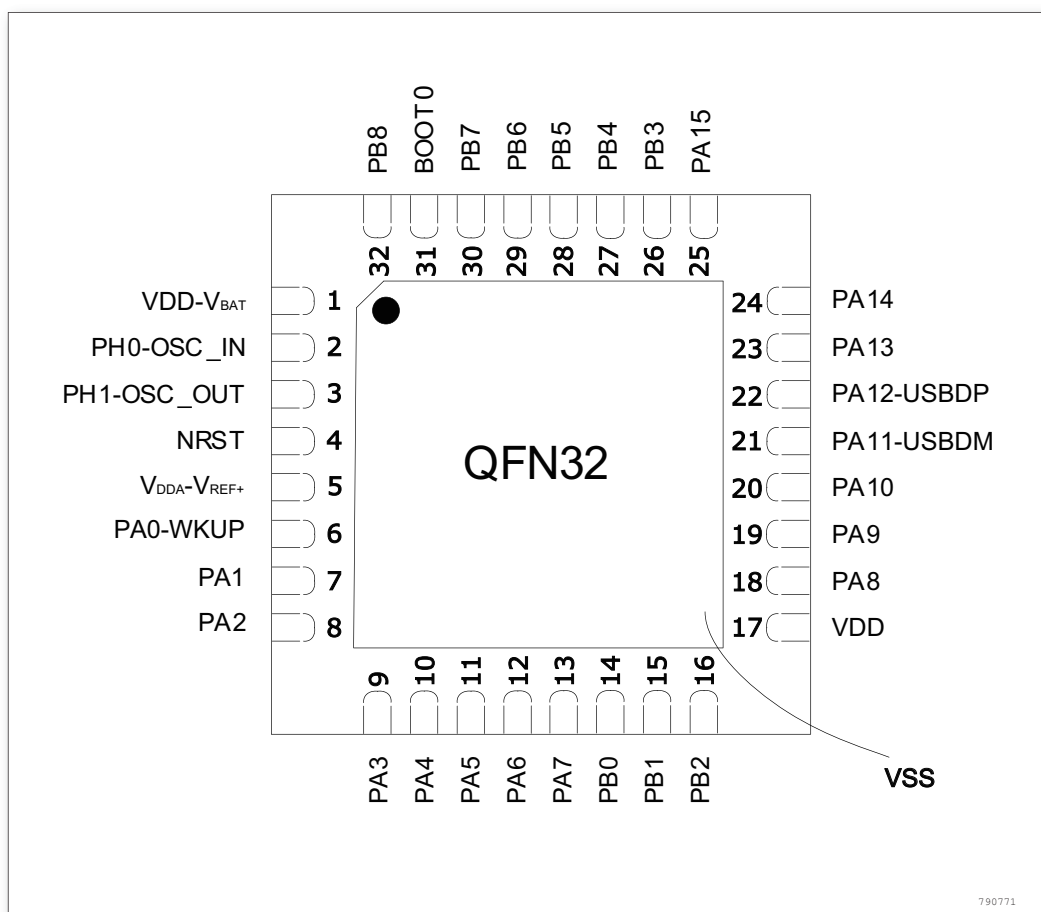 PB8
BOOT0
PB7
PB6
PB5
PB4
PB3
PA15
32
31
30
29
28
27
26
25
VDD-VBAT 1
PH0-OSC_IN 2
PH1-OSC_OUT 3
NRST 4
VDDA-VREF+ 5
PA0-WKUP 6
PA1 7
PA2 8
QFN32
24 PA14
23 PA13
22 PA12-USBDP
21 PA11-USBDM
20 PA10
19 PA9
18 PA8
17 VDD
9
10
11
12
13
14
15
16
PA3
PA4
PA5
PA6
PA7
PB0
PB1
PB2
VSS
790771